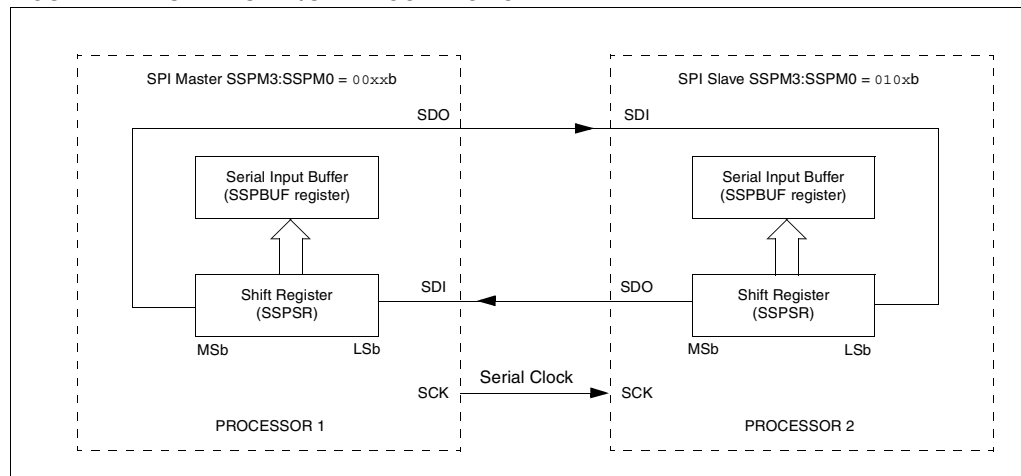 SPI Master SSPM3:SSPM0 = 00xxb
SPI Slave SSPM3:SSPM0 = 010xb
SDO
SDI
Serial Input Buffer
(SSPBUF register)
Serial Input Buffer
(SSPBUF register)
SDI
SDO
Shift Register
(SSPSR)
Shift Register
(SSPSR)
MSb
LSb
MSb
LSb
Serial Clock
SCK
SCK
PROCESSOR 1
PROCESSOR 2